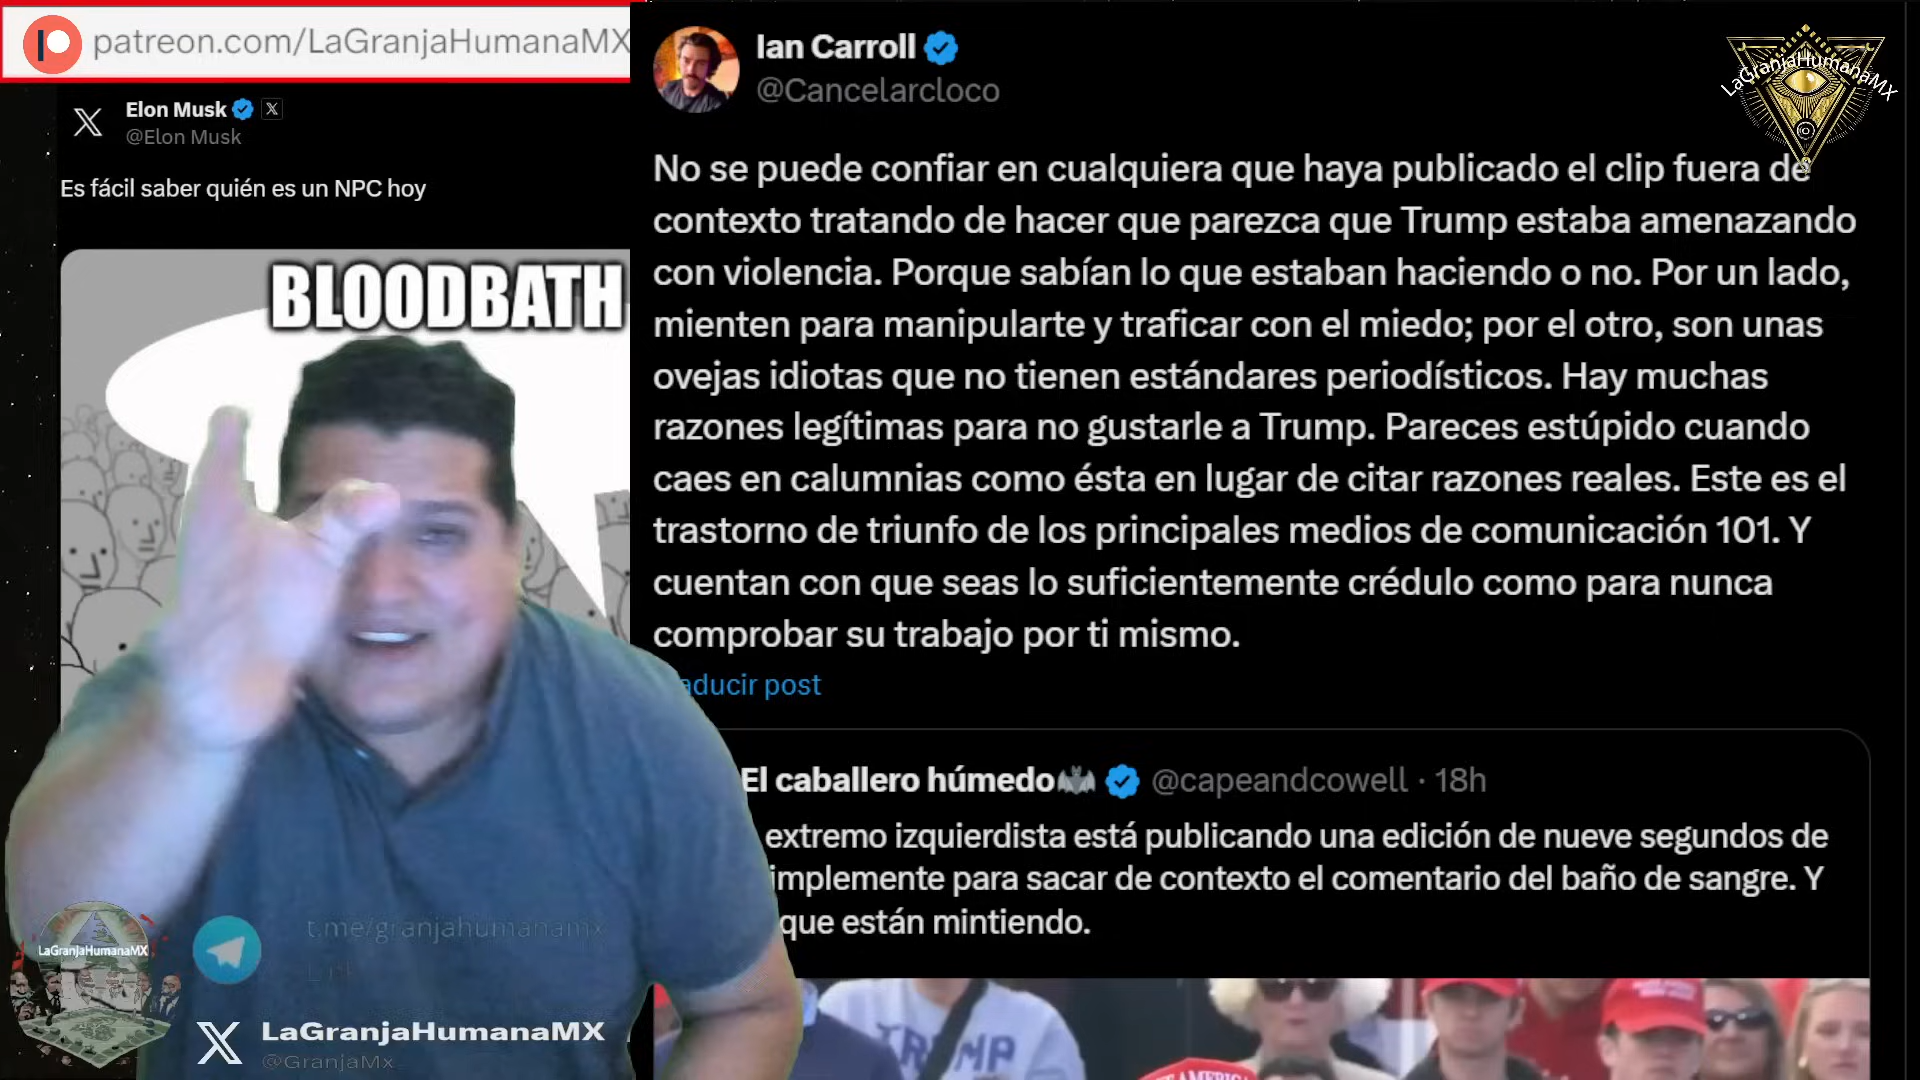 patreon.com/LaGranjaHumanaMX
Elon Musk
@Elon Musk
Es fácil saber quién es un NPC hoy
BLOODBATH
Ian Carroll
@Cancelarcloco
LaGranjaHumanaMX
No se puede confiar en cualquiera que haya publicado el clip fuera de
contexto tratando de hacer que parezca que Trump estaba amenazando
con violencia. Porque sabían lo que estaban haciendo o no. Por un lado,
mienten para manipularte y traficar con el miedo; por el otro, son unas
ovejas idiotas que no tienen estándares periodísticos. Hay muchas
razones legítimas para no gustarle a Trump. Pareces estúpido cuando
caes en calumnias como ésta en lugar de citar razones reales. Este es el
trastorno de triunfo de los principales medios de comunicación 101. Y
cuentan con que seas lo suficientemente crédulo como para nunca
comprobar su trabajo por ti mismo.
aducir post
El caballero húmedo @capeandcowell · 18h
extremo izquierdista está publicando una edición de nueve segundos de
implemente para sacar de contexto el comentario del baño de sangre. Y
que están mintiendo.
TRUMP
LaGranjaHumanaMX
t.me/granjahumanamx
Link
LaGranjaHumanaMX
@GranjaMx